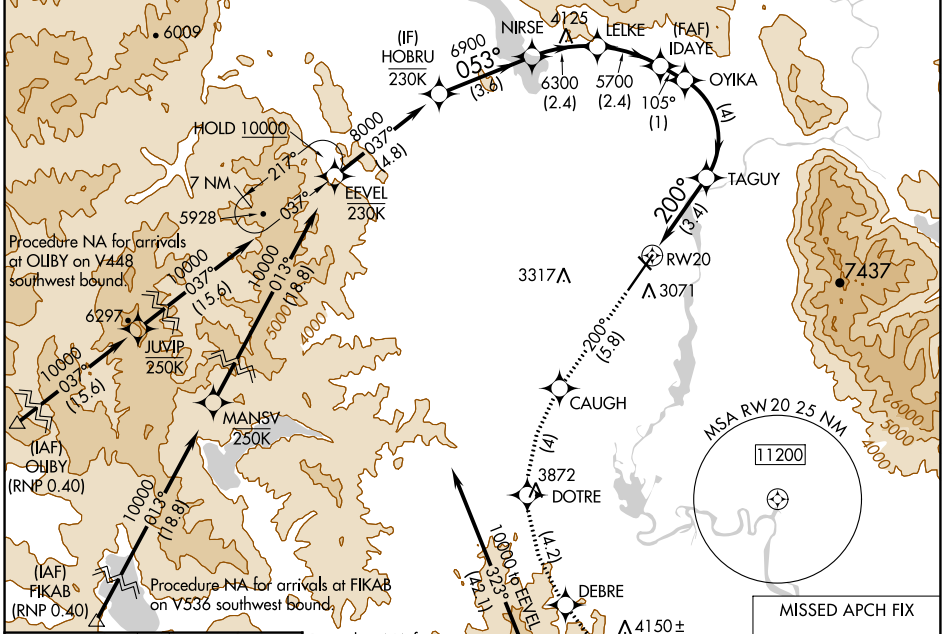 6009
4125
NIRSE
LELKE
(FAF)
IDAYE
(IF)
HOBRU
230K
6900
053°
(3.6)
6300
(2.4)
5700
(2.4)
105°
(1)
OYIKA
(4)
HOLD 10000
8000
037°
(4.8)
217°
7 NM
037°
EEVEL
230K
5928
TAGUY
200°
(3.4)
Procedure NA for arrivals
at OLIBY on V448
southwest bound.
10000
037°
(15.6)
10000
013°
(18.8)
5000
4000
RW20
3317
3071
7437
6297
JUVIP
250K
10000
037°
(15.6)
200°
(5.8)
MANSV
250K
CAUGH
6000
5000
4000
MSA RW20 25 NM
11200
(IAF)
OLIBY
(RNP 0.40)
10000
013°
(18.8)
(4)
3872
DOTRE
10000 to EEVEL
323°
(42.1)
(4.2)
(IAF)
FIKAB
(RNP 0.40)
Procedure NA for arrivals at FIKAB
on V536 southwest bound.
DEBRE
4150±
MISSED APCH FIX